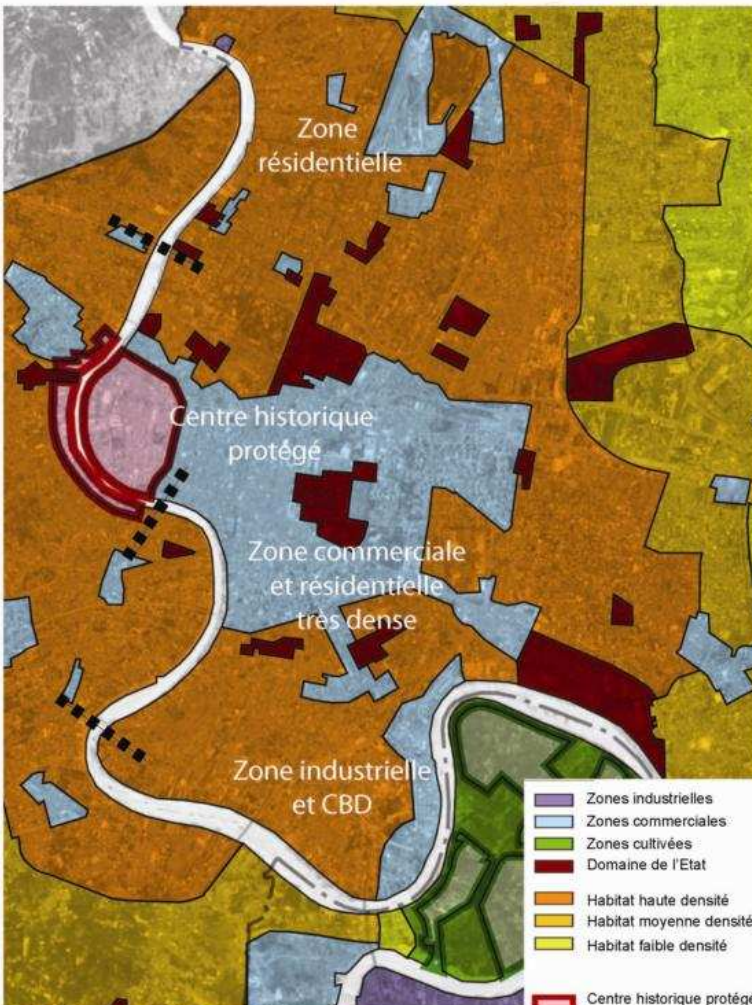 Zone
résidentielle
Centre historique
protégé
Zone commerciale
et résidentielle
très dense
Zone industrielle
et CBD
Zones industrielles
Zones commerciales
Zones cultivées
Domaine de l'Etat
Habitat haute densité
Habitat moyenne densité
Habitat faible densité
Centre historique protégé